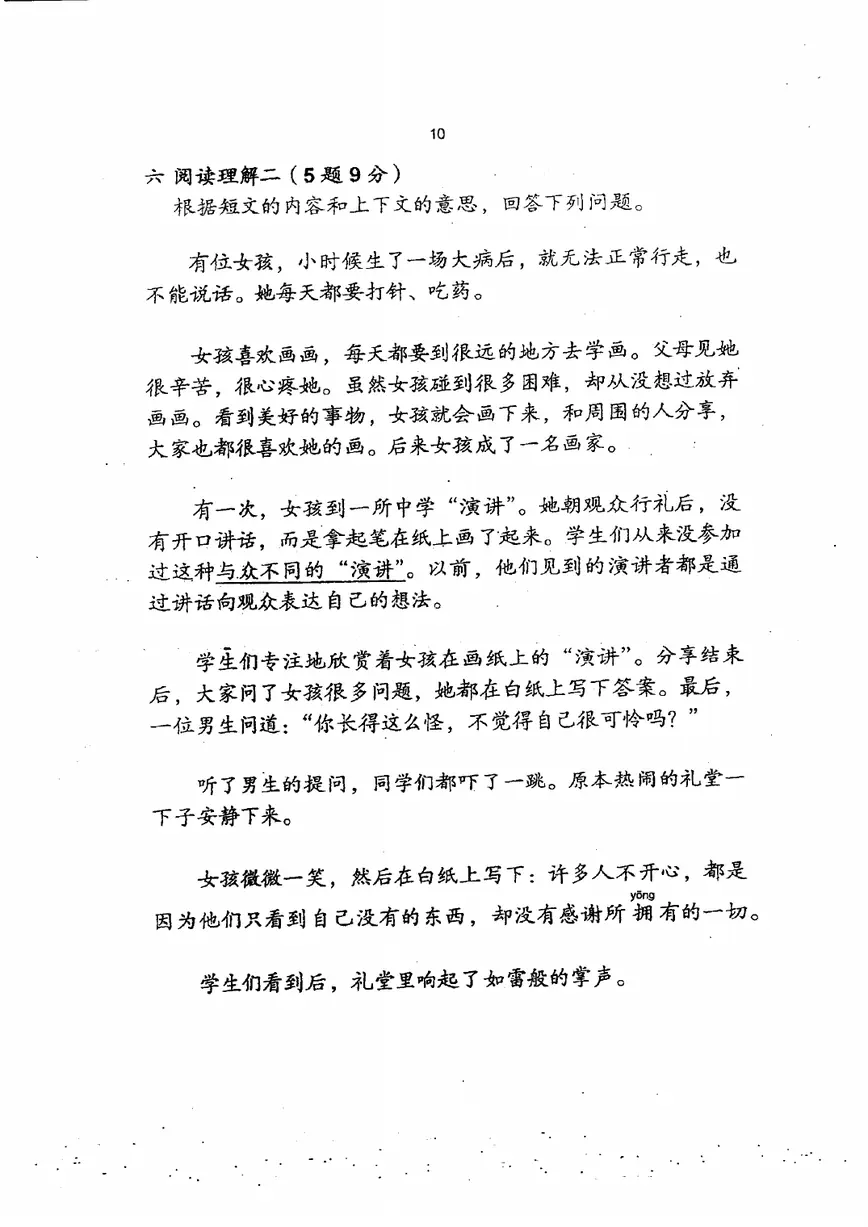 10
六 阅读理解二（5题9分）
根据短文的内容和上下文的意思，回答下列问题。
有位女孩，小时候生了一场大病后，就无法正常行走，也
不能说话。她每天都要打针、吃药。
女孩喜欢画画，每天都要到很远的地方去学画。父母见她
很辛苦，很心疼她。虽然女孩碰到很多困难，却从没想过放弃
画画。看到美好的事物，女孩就会画下来，和周围的人分享，
大家也都很喜欢她的画。后来女孩成了一名画家。
有一次，女孩到一所中学“演讲”。她朝观众行礼后，没
有开口讲话，而是拿起笔在纸上画了起来。学生们从来没参加
过这种与众不同的“演讲”。以前，他们见到的演讲者都是通
过讲话向观众表达自己的想法。
学生们专注地欣赏着女孩在画纸上的“演讲”。分享结束
后，大家问了女孩很多问题，她都在白纸上写下答案。最后，
一位男生问道：“你长得这么怪，不觉得自己很可怜吗？”
听了男生的提问，同学们都吓了一跳。原本热闹的礼堂一
下子安静下来。
女孩微微一笑，然后在白纸上写下：许多人不开心，都是
yōng
因为他们只看到自己没有的东西，却没有感谢所拥有的一切。
学生们看到后，礼堂里响起了如雷般的掌声。